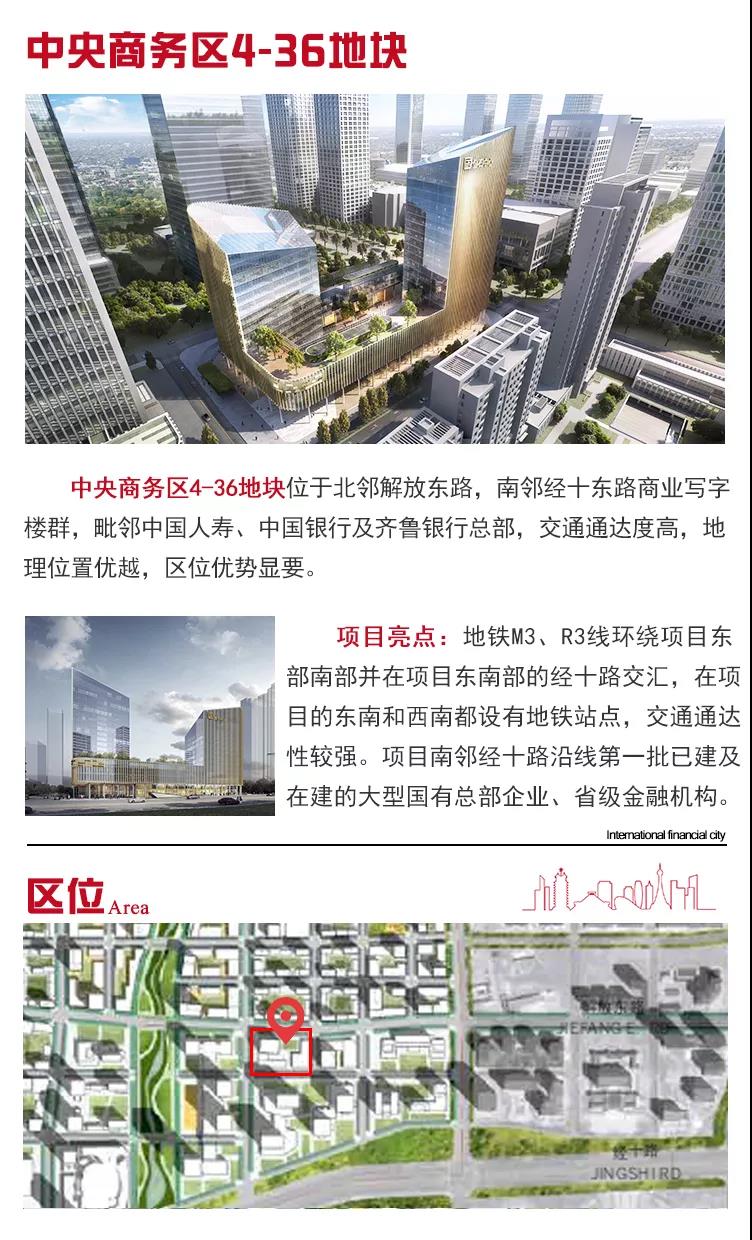 中央商务区4-36地块
中央商务区4-36地块位于北邻解放东路，南邻经十东路商业写字
楼群，毗邻中国人寿、中国银行及齐鲁银行总部，交通通达度高，地
理位置优越，区位优势显要。
项目亮点：地铁M3、R3线环绕项目东
部南部并在项目东南部的经十路交汇，在项
目的东南和西南都设有地铁站点，交通通达
性较强。项目南邻经十路沿线第一批已建及
在建的大型国有总部企业、省级金融机构。
International financial city
区位 Area
解放东路
JIEFANG E RD
经十路
JINGSHI RD